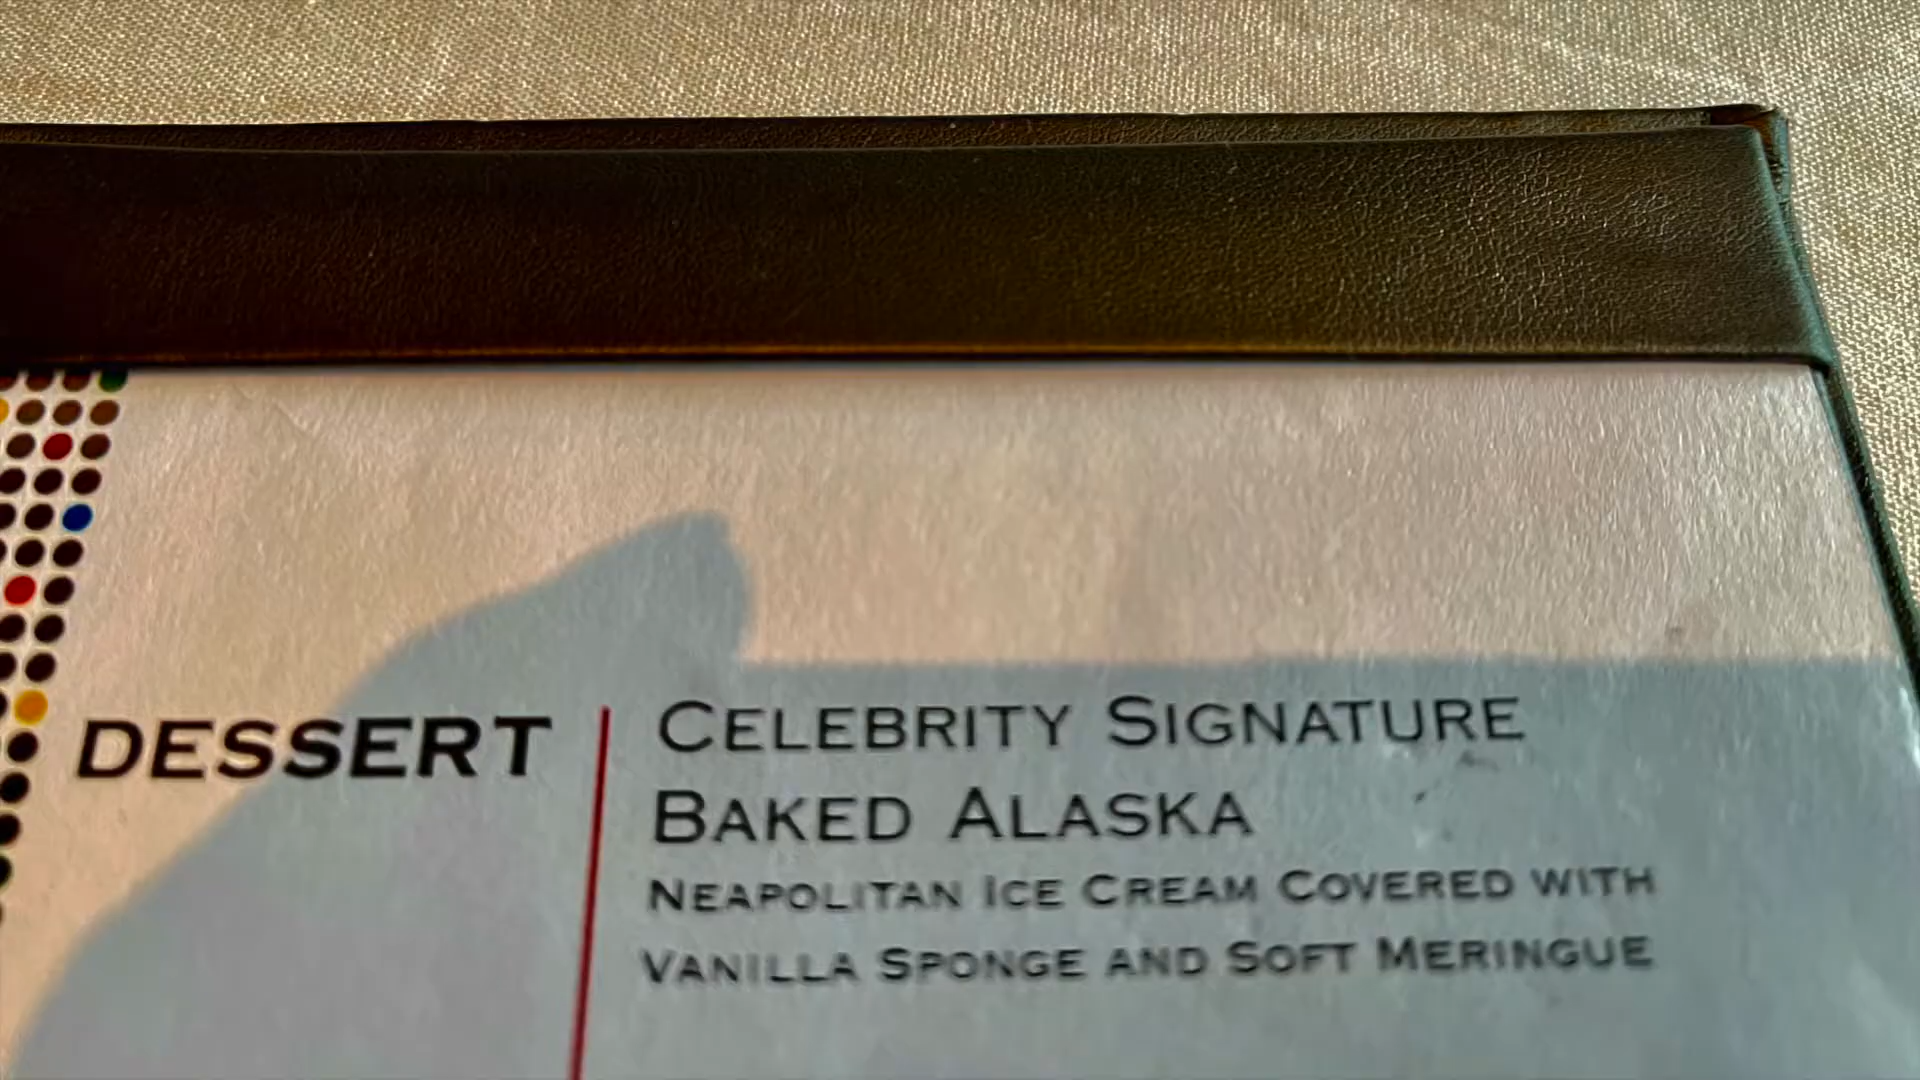 DESSERT
CELEBRITY SIGNATURE
BAKED ALASKA
NEAPOLITAN ICE CREAM COVERED WITH
VANILLA SPONGE AND SOFT MERINGUE